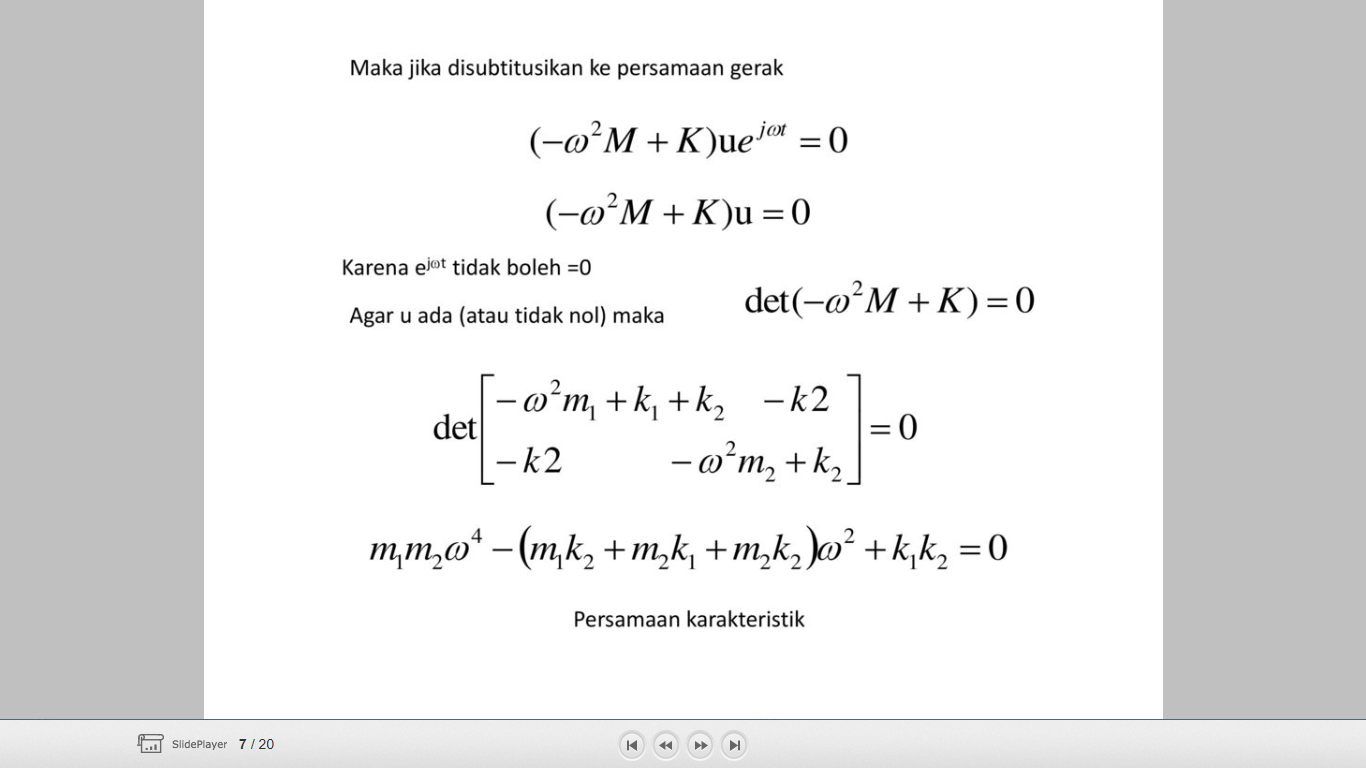 Maka jika disubtitusikan ke persamaan gerak
(−ω²M + K)ue^{jωt} = 0
(−ω²M + K)u = 0
Karena e^{jωt} tidak boleh =0
Agar u ada (atau tidak nol) maka
det(−ω²M + K) = 0
det[−ω²m₁ + k₁ + k₂ −k2
−k2 −ω²m₂ + k₂] = 0
m₁m₂ω⁴ − (m₁k₂ + m₂k₁ + m₂k₂)ω² + k₁k₂ = 0
Persamaan karakteristik
SlidePlayer 7 / 20